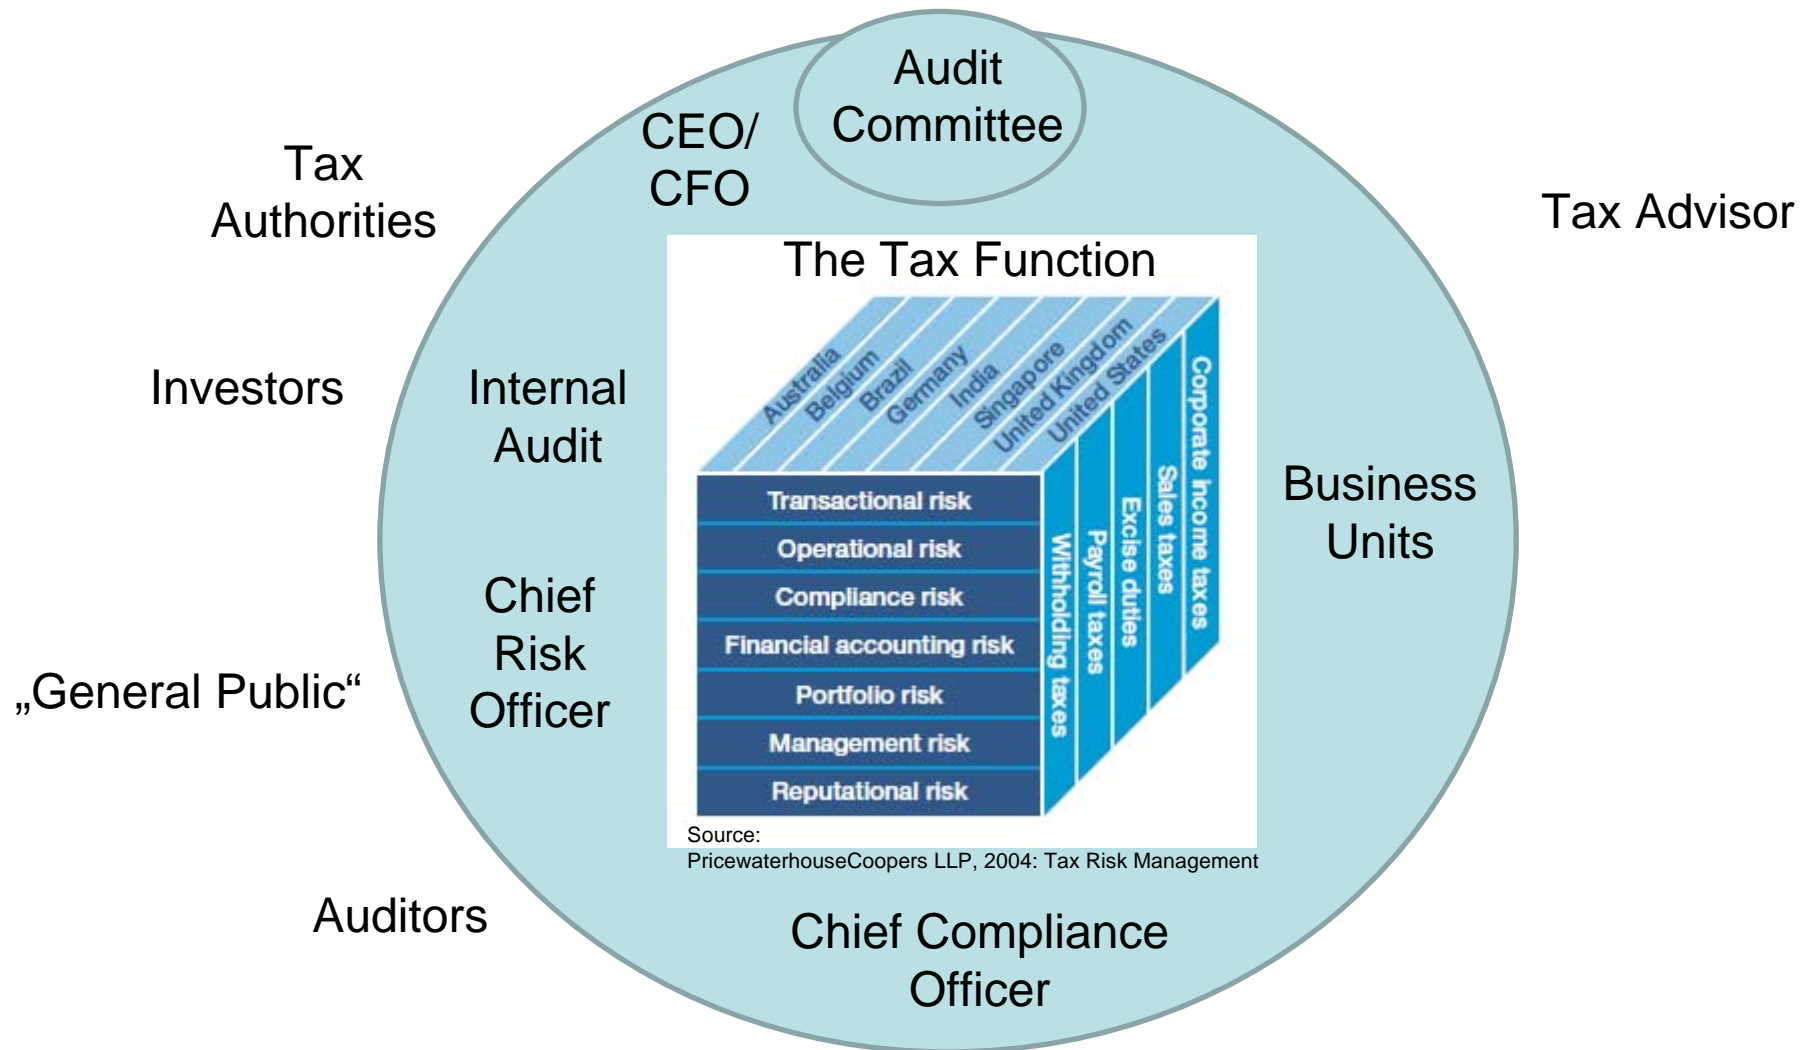 Audit
Committee
CEO/
CFO
Tax
Authorities
Tax Advisor
The Tax Function
Australia
Belgium
Brazil
Germany
India
Singapore
United Kingdom
United States
Investors
Internal
Audit
Corporate income taxes
Sales taxes
Excise duties
Payroll taxes
Withholding taxes
Transactional risk
Operational risk
Compliance risk
Financial accounting risk
Portfolio risk
Management risk
Reputational risk
Business
Units
Chief
Risk
Officer
„General Public“
Source:
PricewaterhouseCoopers LLP, 2004: Tax Risk Management
Auditors
Chief Compliance
Officer